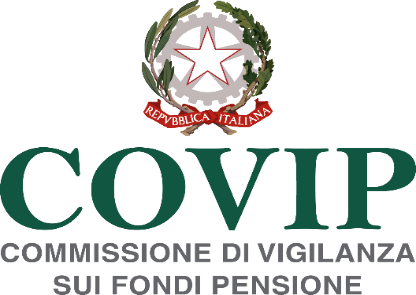 REPVBBLICA ITALIANA
COVIP
COMMISSIONE DI VIGILANZA
SUI FONDI PENSIONE